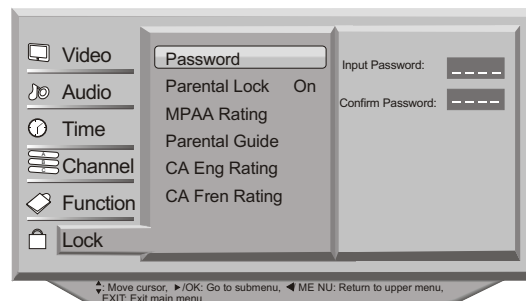 Video
Audio
Time
Channel
Function
Lock
Password
Parental Lock On
MPAA Rating
Parental Guide
CA Eng Rating
CA Fren Rating
Input Password: _ _ _ _
Confirm Password: _ _ _ _
: Move cursor, ▶/OK: Go to submenu, ◀ ME NU: Return to upper menu,
EXIT: Exit main menu